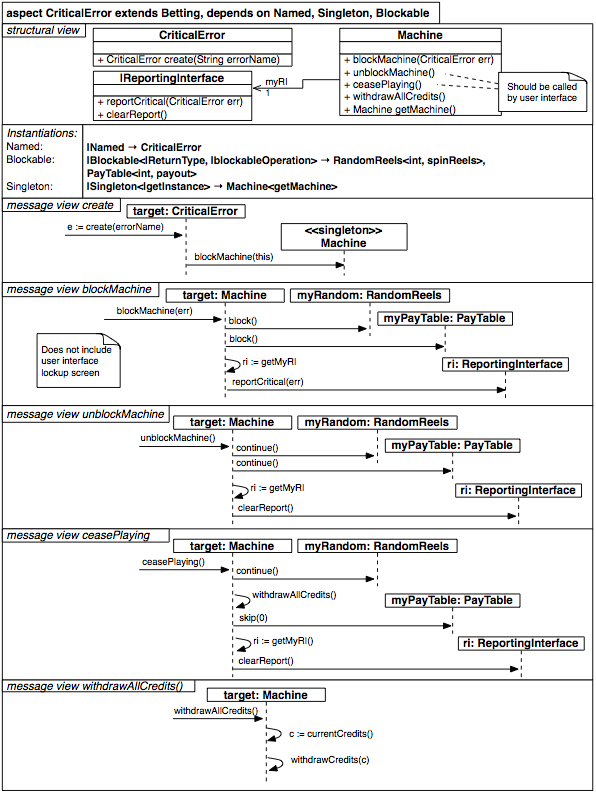 aspect CriticalError extends Betting, depends on Named, Singleton, Blockable
structural view
CriticalError
+ CriticalError create(String errorName)
IReportingInterface
+ reportCritical(CriticalError err)
+ clearReport()
myRI
1
Machine
+ blockMachine(CriticalError err)
+ unblockMachine()
+ ceasePlaying()
+ withdrawAllCredits()
+ Machine getMachine()
Should be called
by user interface
Instantiations:
Named: INamed → CriticalError
Blockable: IBlockable<IReturnType, IblockableOperation> → RandomReels<int, spinReels>,
PayTable<int, payout>
Singleton: ISingleton<IgetInstance> → Machine<getMachine>
message view create
target: CriticalError
e := create(errorName)
<<singleton>>
Machine
blockMachine(this)
message view blockMachine
target: Machine
myRandom: RandomReels
blockMachine(err)
block()
myPayTable: PayTable
block()
Does not include
user interface
lockup screen
ri := getMyRI
ri: ReportingInterface
reportCritical(err)
message view unblockMachine
target: Machine
myRandom: RandomReels
unblockMachine()
continue()
myPayTable: PayTable
continue()
ri := getMyRI
ri: ReportingInterface
clearReport()
message view ceasePlaying
target: Machine
myRandom: RandomReels
ceasePlaying()
continue()
withdrawAllCredits()
myPayTable: PayTable
skip(0)
ri := getMyRI()
ri: ReportingInterface
clearReport()
message view withdrawAllCredits()
target: Machine
withdrawAllCredits()
c := currentCredits()
withdrawCredits(c)